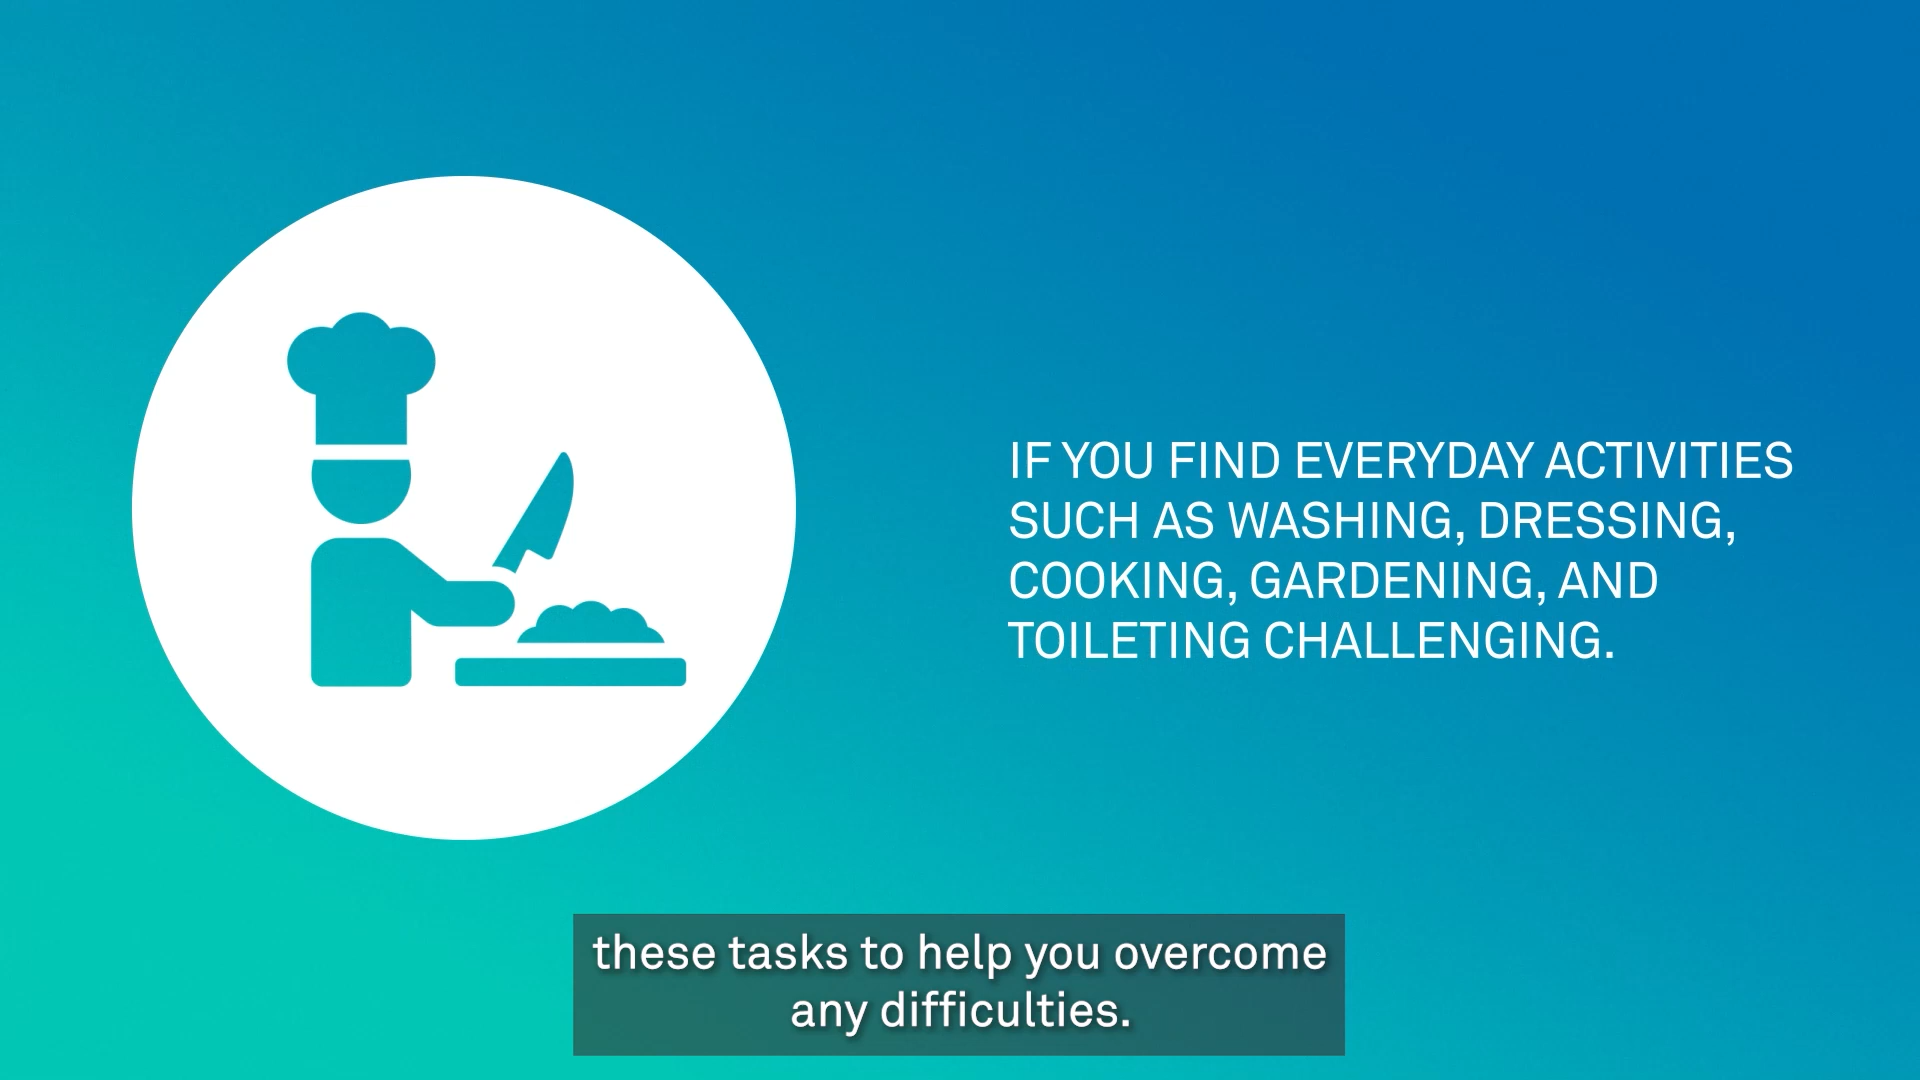 IF YOU FIND EVERYDAY ACTIVITIES
SUCH AS WASHING, DRESSING,
COOKING, GARDENING, AND
TOILETING CHALLENGING.
these tasks to help you overcome
any difficulties.